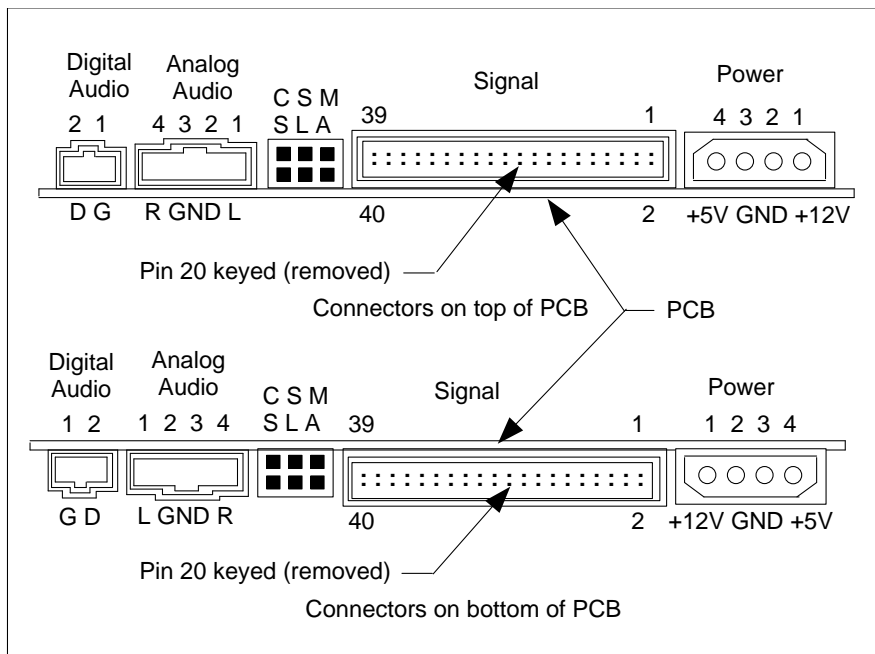 Digital Audio
Analog Audio
C S M
S L A
Signal
Power
2 1
4 3 2 1
39
1
4 3 2 1
D G
R GND L
40
2
+5V GND +12V
Pin 20 keyed (removed)
Connectors on top of PCB
PCB
Digital Audio
Analog Audio
C S M
S L A
Signal
Power
1 2
1 2 3 4
39
1
1 2 3 4
G D
L GND R
40
2
+12V GND +5V
Pin 20 keyed (removed)
Connectors on bottom of PCB